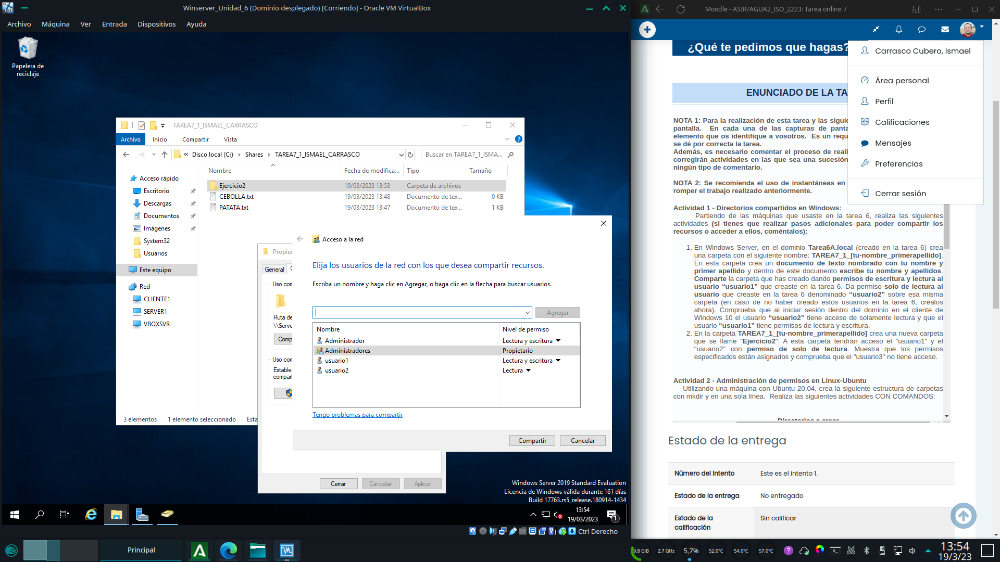 Winserver_Unidad_6 (Dominio desplegado) [Corriendo] - Oracle VM VirtualBox
Archivo Máquina Ver Entrada Dispositivos Ayuda
Papelera de
reciclaje
TAREA7_1_ISMAEL_CARRASCO
Archivo Inicio Compartir Vista
« Disco local (C:) › Shares › TAREA7_1_ISMAEL_CARRASCO
Buscar en TAREA7_1_ISMA...
Nombre Fecha de modifica... Tipo Tamaño
Ejercicio2 19/03/2023 13:53 Carpeta de archivos
CEBOLLA.txt 19/03/2023 13:48 Documento de tex... 0 KB
PATATA.txt 19/03/2023 13:47 Documento de tex... 1 KB
Acceso rápido
Escritorio
Descargas
Documentos
Imágenes
System32
Usuarios
Este equipo
Red
CLIENTE1
SERVER1
VBOXSVR
3 elementos 1 elemento seleccionado Esta
Propied
General
Uso com
Ruta de
\\Serve
Comp
Uso com
Estable
compart
Cerrar Cancelar Aplicar
Acceso a la red
Elija los usuarios de la red con los que desea compartir recursos.
Escriba un nombre y haga clic en Agregar, o haga clic en la flecha para buscar usuarios.
Agregar
Nombre Nivel de permiso
Administrador Lectura y escritura
Administradores Propietario
usuario1 Lectura y escritura
usuario2 Lectura
Tengo problemas para compartir
Compartir Cancelar
Windows Server 2019 Standard Evaluation
Licencia de Windows válida durante 161 días
Build 17763.rs5_release.180914-1434
13:54
19/03/2023
1
Ctrl Derecho
Moodle - ASIR/AGUA2_ISO_2223: Tarea online 7
¿Qué te pedimos que hagas?
Carrasco Cubero, Ismael
Área personal
Perfil
Calificaciones
Mensajes
Preferencias
Cerrar sesión
ENUNCIADO DE LA TA
NOTA 1: Para la realización de esta tarea y las siguie
pantalla. En cada una de las capturas de panta
elemento que os identifique a vosotros. Es un requ
se dé por correcta la tarea.
Además, es necesario comentar el proceso de reali
corregirán actividades en las que sea una sucesión
ningún tipo de comentario.
NOTA 2: Se recomienda el uso de instantáneas en
romper el trabajo realizado anteriormente.
Actividad 1 - Directorios compartidos en Windows:
Partiendo de las máquinas que usaste en la tarea 6, realiza las siguientes
actividades (si tienes que realizar pasos adicionales para poder compartir los
recursos o acceder a ellos, coméntalos):
1. En Windows Server, en el dominio Tarea6A.local (creado en la tarea 6) crea
una carpeta con el siguiente nombre: TAREA7_1_[tu-nombre_primerapellido].
En esta carpeta crea un documento de texto nombrado con tu nombre y
primer apellido y dentro de este documento escribe tu nombre y apellidos.
Comparte la carpeta que has creado dando permisos de escritura y lectura al
usuario “usuario1” que creaste en la tarea 6. Da permiso solo de lectura al
usuario que creaste en la tarea 6 denominado “usuario2” sobre esa misma
carpeta (en caso de no haber creado estos usuarios en la tarea 6, créalos
ahora). Comprueba que al iniciar sesión dentro del dominio en el cliente de
Windows 10 el usuario “usuario2” tiene acceso de solamente lectura y que el
usuario “usuario1” tiene permisos de lectura y escritura.
2. En la carpeta TAREA7_1_[tu-nombre_primerapellido] crea una nueva carpeta
que se llame "Ejercicio2". A esta carpeta tendrán acceso el "usuario1" y el
"usuario2" con permiso de solo de lectura. Muestra que los permisos
especificados están asignados y comprueba que el "usuario3" no tiene acceso.
Actividad 2 - Administración de permisos en Linux-Ubuntu
Utilizando una máquina con Ubuntu 20.04, crea la siguiente estructura de carpetas
con mkdir y en una sola línea. Realiza las siguientes actividades CON COMANDOS:
Directorios a crear
Estado de la entrega
Número del intento Este es el intento 1.
Estado de la entrega No entregado
Estado de la
calificación
Sin calificar
Principal
9,8 GiB 2,7 GHz 5,7% 52,0°C 54,0°C 57,0°C
13:54
19/3/23